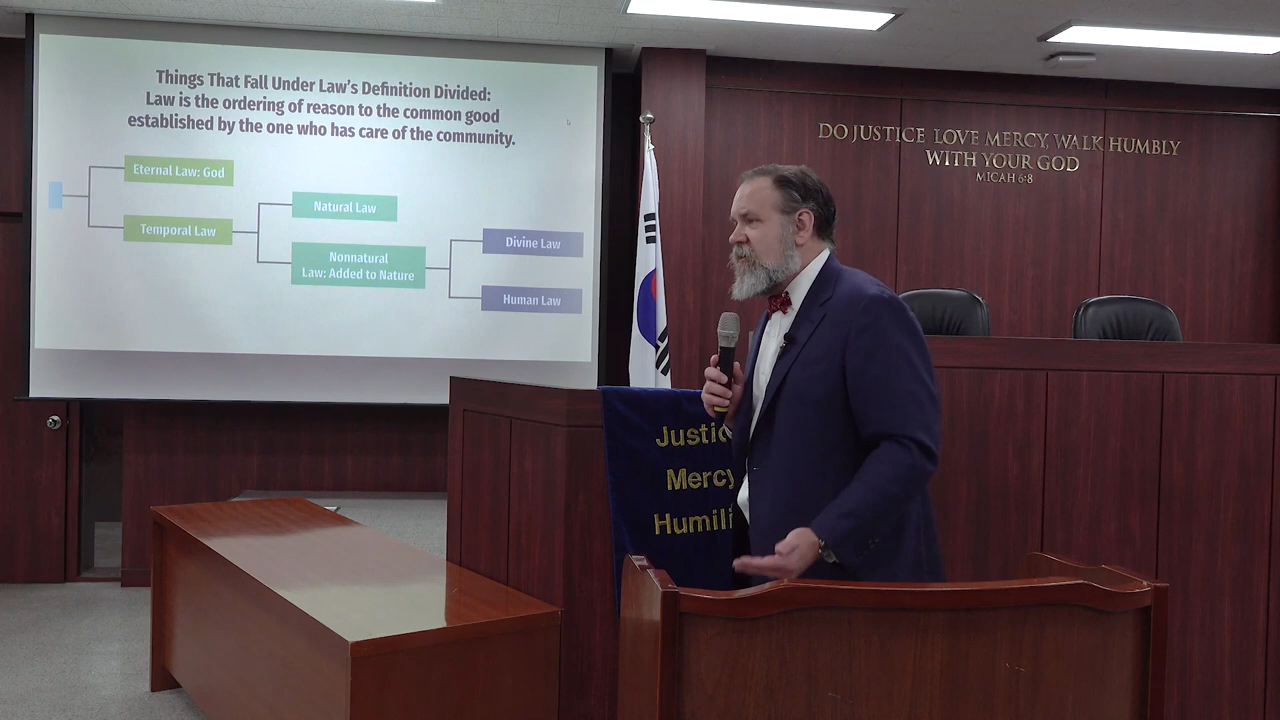 Things That Fall Under Law's Definition Divided:
Law is the ordering of reason to the common good
established by the one who has care of the community.
Eternal Law: God
Temporal Law
Natural Law
Nonnatural
Law: Added to Nature
Divine Law
Human Law
DO JUSTICE LOVE MERCY, WALK HUMBLY
WITH YOUR GOD
MICAH 6:8
Justic
Mercy
Humili